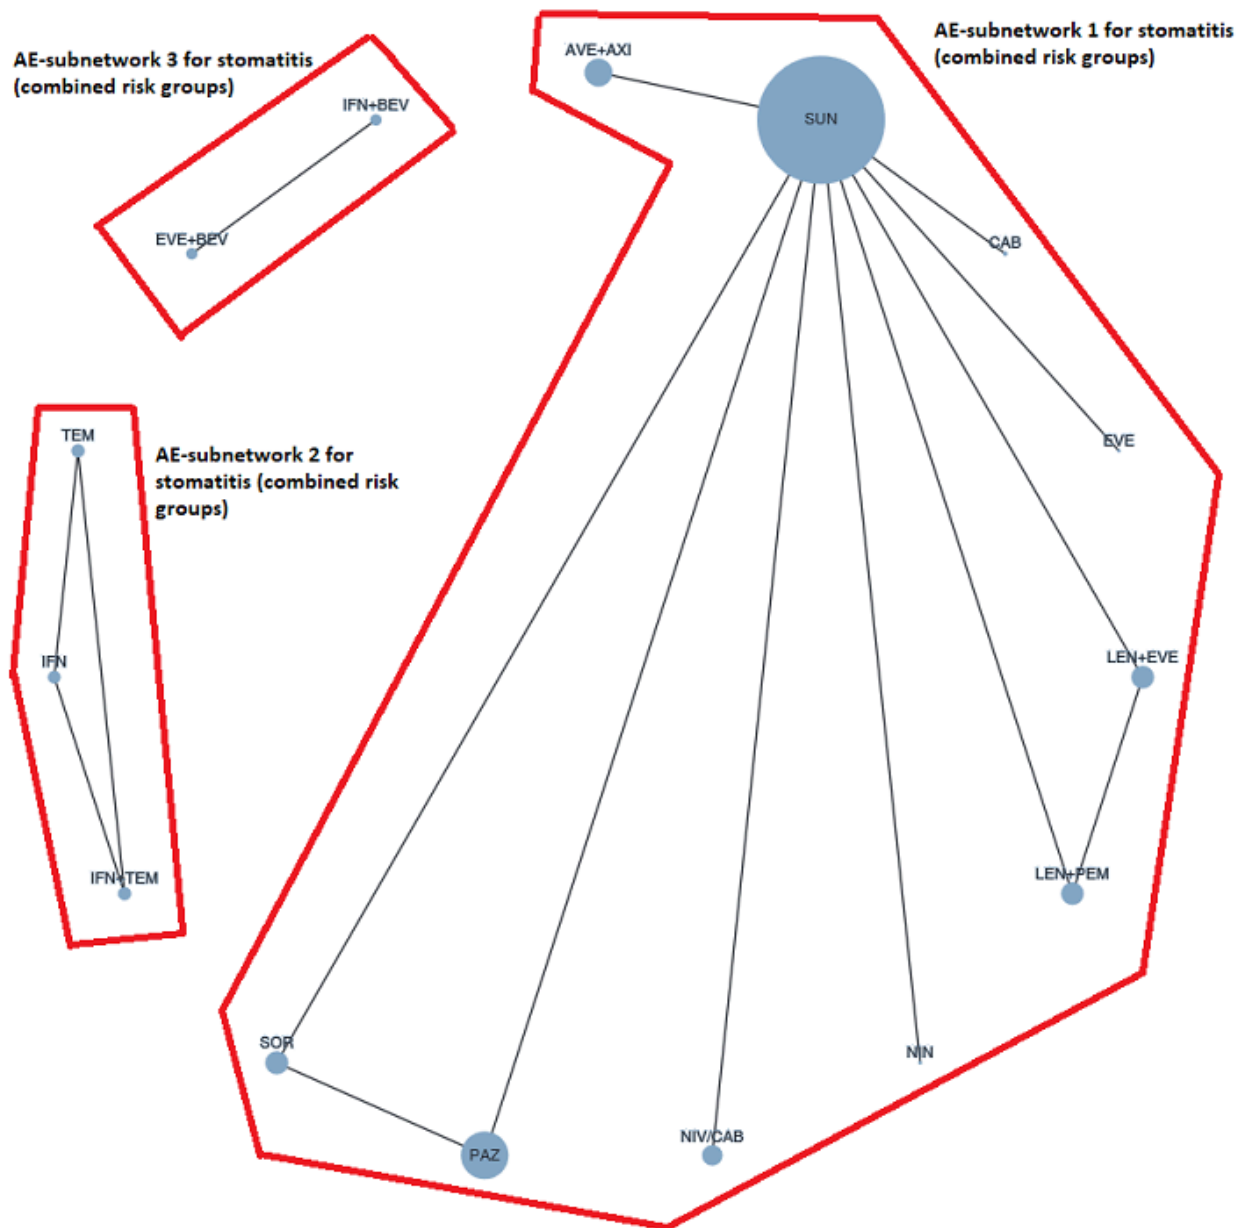 AE-subnetwork 3 for stomatitis
(combined risk groups)
IFN+BEV
EVE+BEV
AVE+AXI
SUN
AE-subnetwork 1 for stomatitis
(combined risk groups)
CAB
EVE
TEM
AE-subnetwork 2 for
stomatitis (combined risk
groups)
IFN
IFN+TEM
LEN+EVE
LEN+PEM
SOR
PAZ
NIV/CAB
NIN